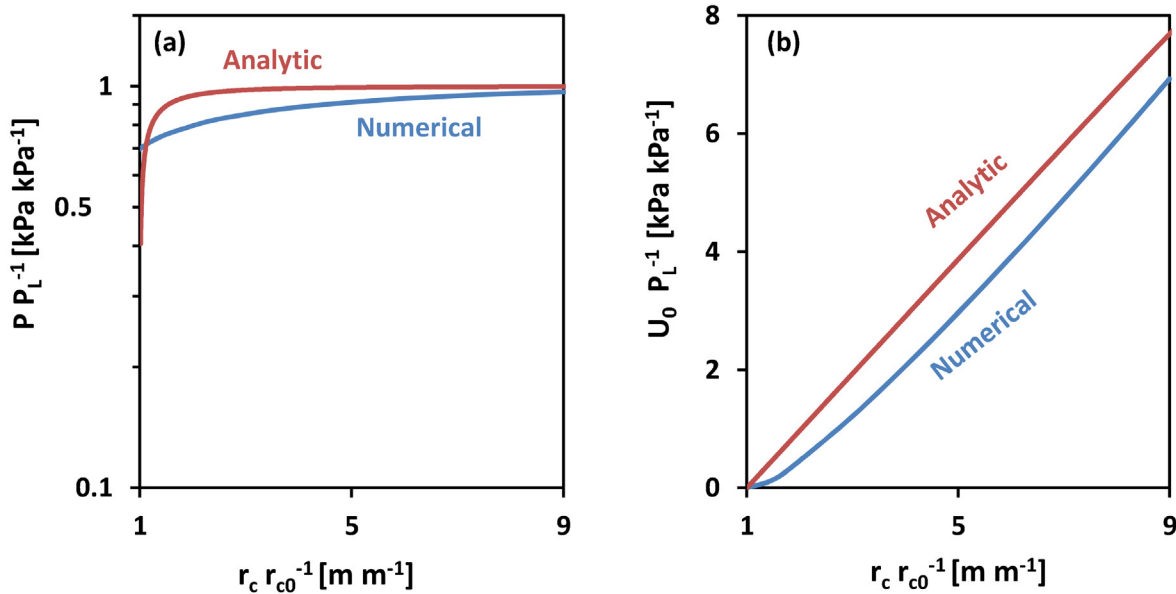 (a)
Analytic
Numerical
1
0.5
0.1
1
5
9
P P_L^-1 [kPa kPa^-1]
r_c r_c0^-1 [m m^-1]
(b)
Analytic
Numerical
8
6
4
2
0
1
5
9
U_0 P_L^-1 [kPa kPa^-1]
r_c r_c0^-1 [m m^-1]